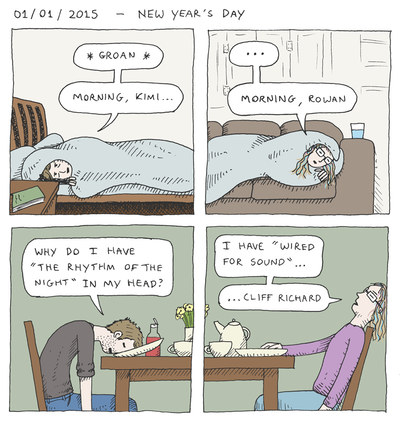 01/01/2015 — NEW YEAR'S DAY
* GROAN *
MORNING, KIMI...
...
MORNING, ROWAN
WHY DO I HAVE
"THE RHYTHM OF THE
NIGHT" IN MY HEAD?
I HAVE "WIRED
FOR SOUND"...
...CLIFF RICHARD